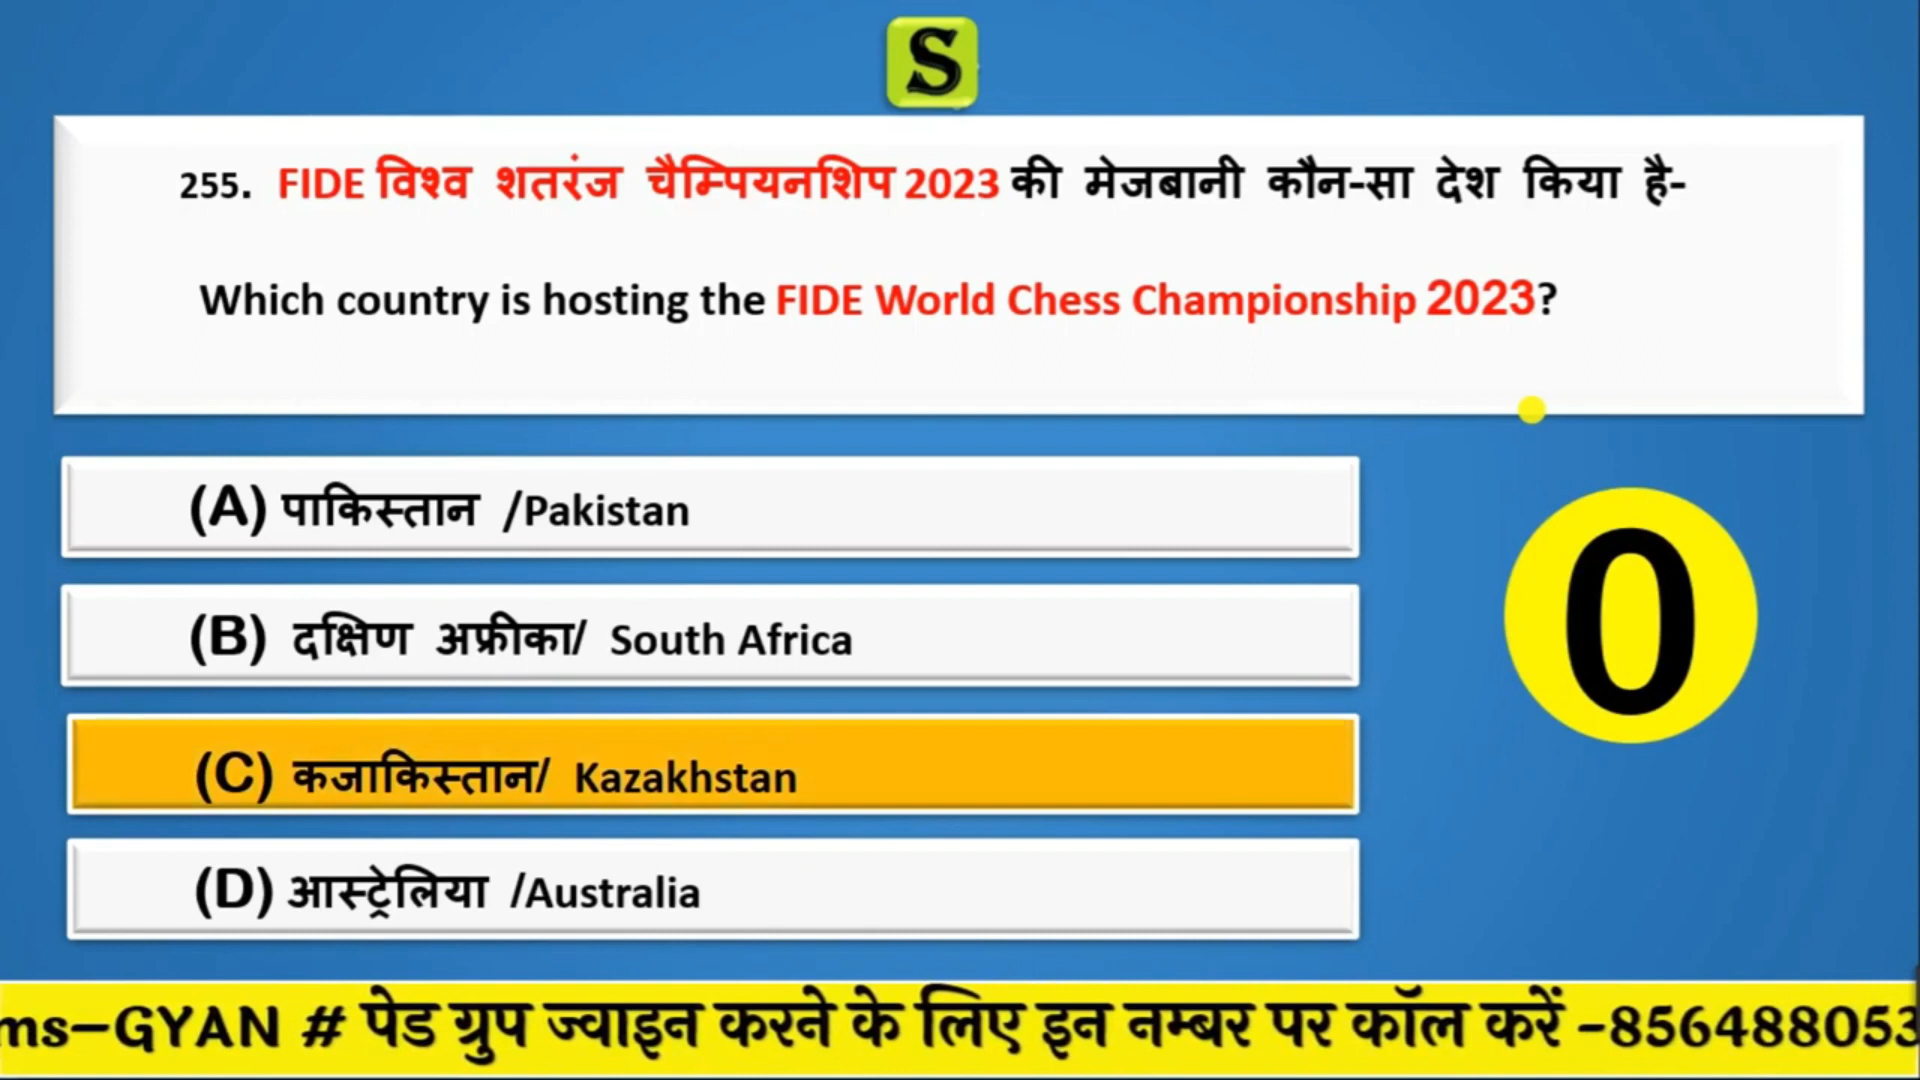 S
255. FIDE विश्व शतरंज चैम्पियनशिप 2023 की मेजबानी कौन-सा देश किया है-
Which country is hosting the FIDE World Chess Championship 2023?
(A) पाकिस्तान /Pakistan
(B) दक्षिण अफ्रीका/ South Africa
(C) कजाकिस्तान/ Kazakhstan
(D) आस्ट्रेलिया /Australia
0
ms–GYAN # पेड ग्रुप ज्वाइन करने के लिए इन नम्बर पर कॉल करें –856488053